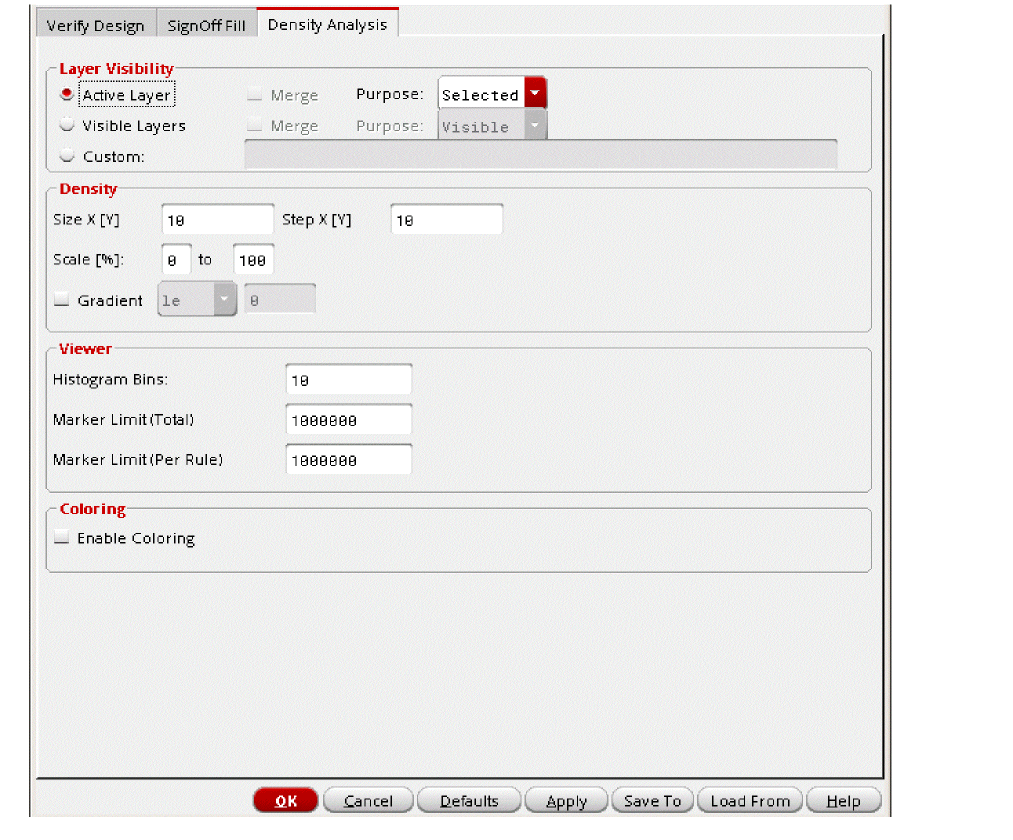 Verify Design SignOff Fill Density Analysis
Layer Visibility
Active Layer Merge Purpose: Selected
Visible Layers Merge Purpose: Visible
Custom:
Density
Size X [Y] 10 Step X [Y] 10
Scale [%]: 0 to 100
Gradient le 0
Viewer
Histogram Bins: 10
Marker Limit(Total) 1000000
Marker Limit(Per Rule) 1000000
Coloring
Enable Coloring
OK Cancel Defaults Apply Save To Load From Help